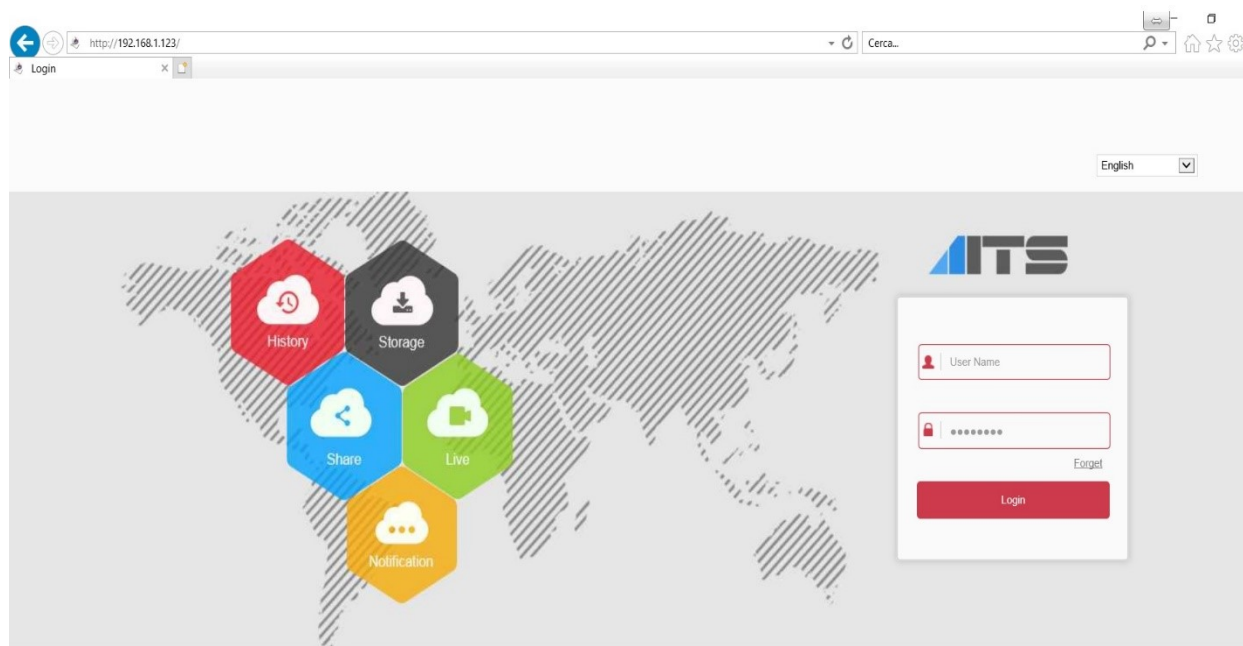 http://192.168.1.123/
Cerca...
Login
English
ITS
History
Storage
User Name
Share
Live
Forget
Login
Notification